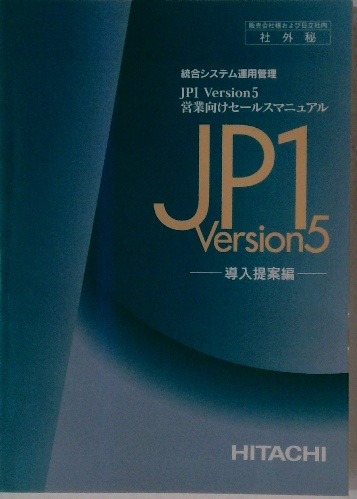 販売会社様および日立社内
社外秘
統合システム運用管理
JP1 Version5
営業向けセールスマニュアル
JP1
Version5
導入提案編
HITACHI